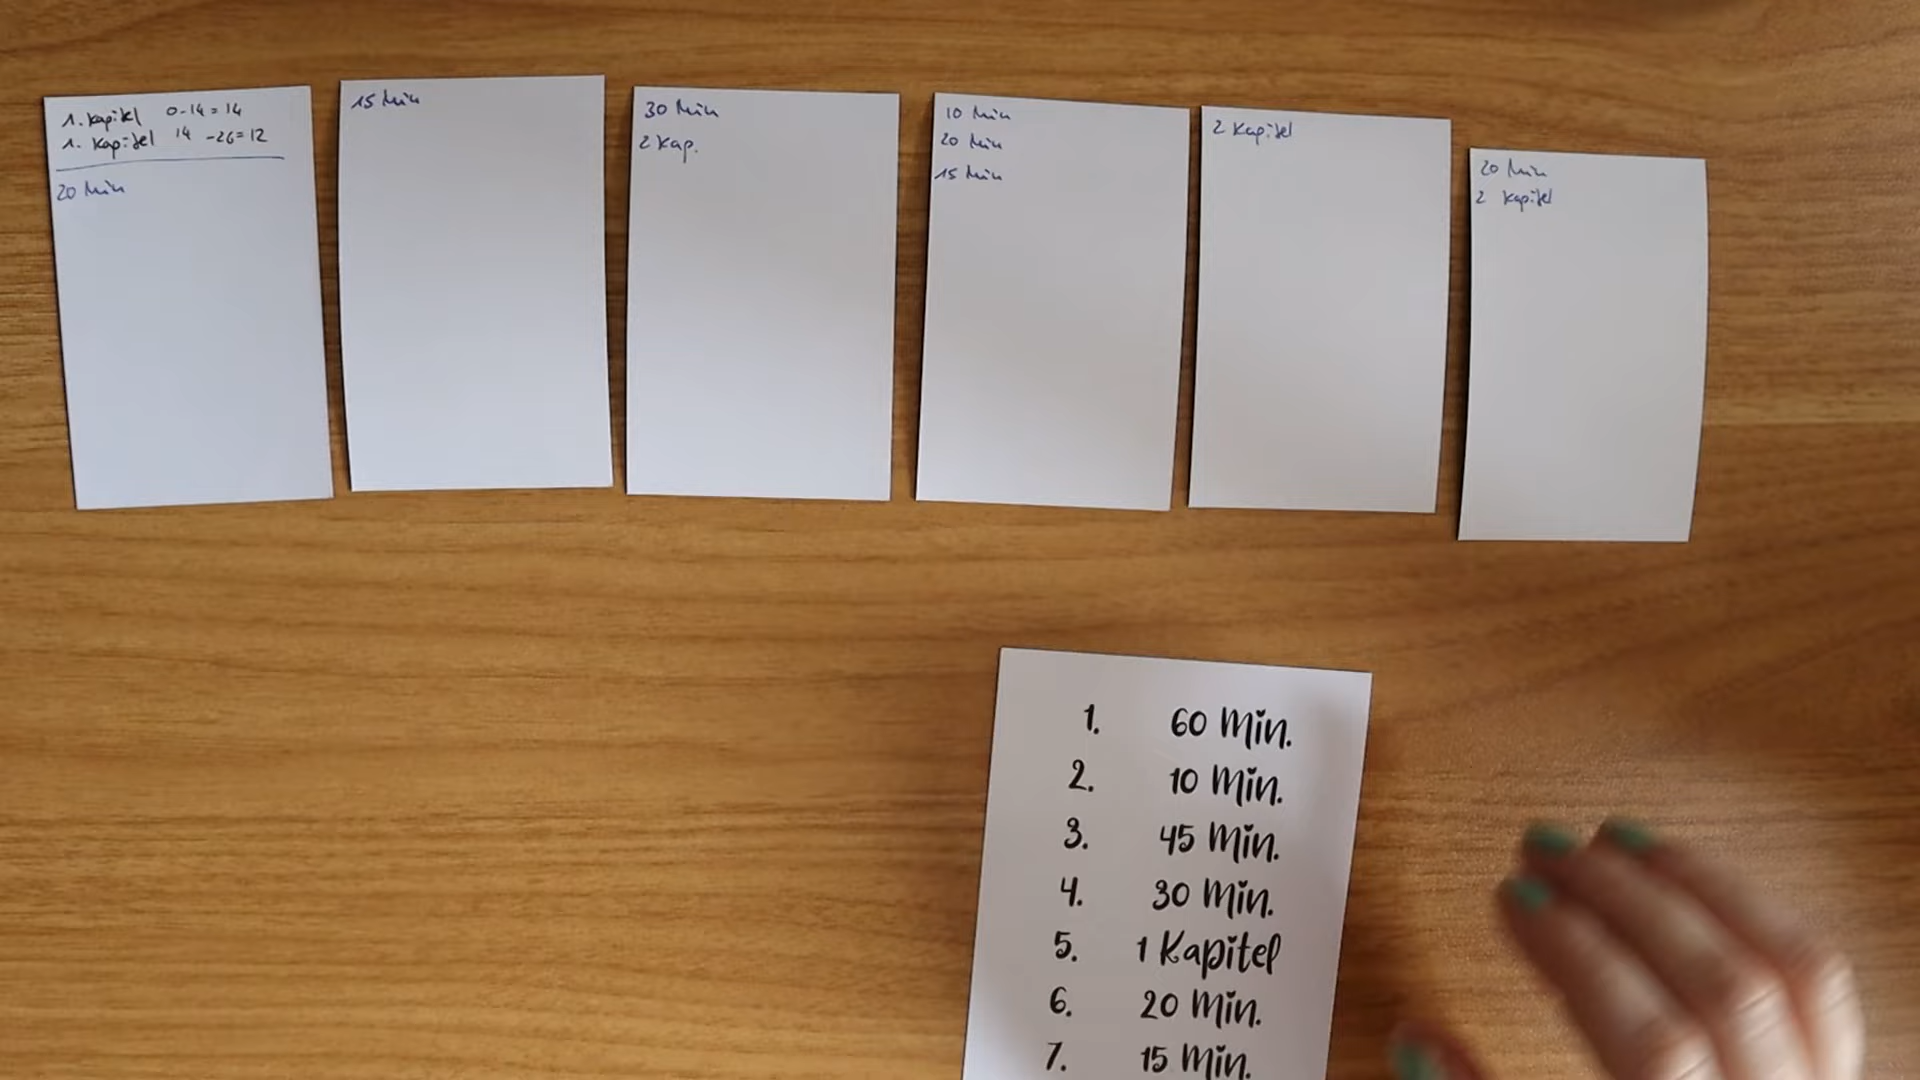 1. Kapitel 0-14 = 14
1. Kapitel 14 -26 = 12
20 Min
15 Min
30 Min
2 Kap.
10 Min
20 Min
15 Min
2 Kapitel
20 Min
2 Kapitel
1. 60 Min.
2. 10 Min.
3. 45 Min.
4. 30 Min.
5. 1 Kapitel
6. 20 Min.
7. 15 Min.